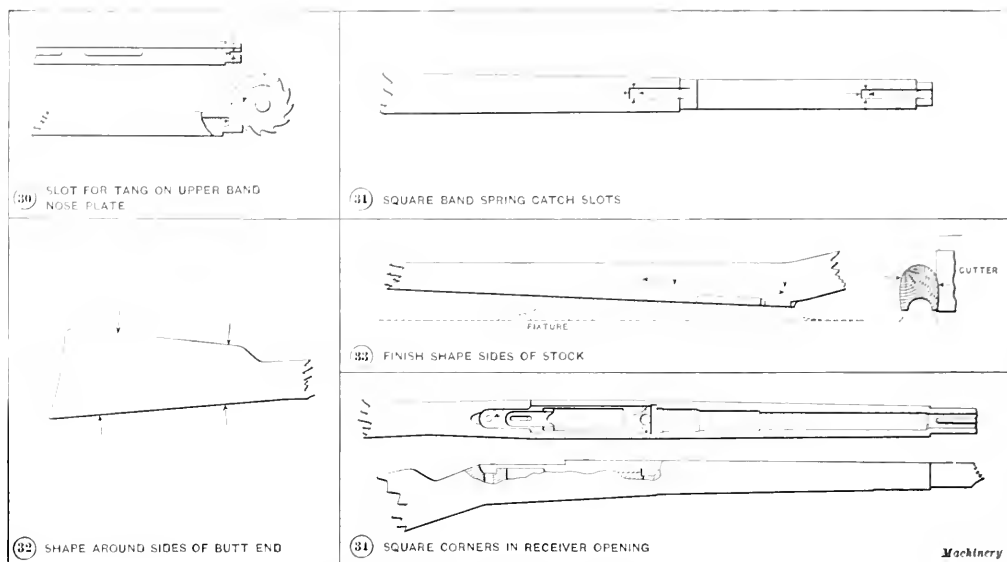 30 SLOT FOR TANG ON UPPER BAND
NOSE PLATE
31 SQUARE BAND SPRING CATCH SLOTS
CUTTER
FIXTURE
33 FINISH SHAPE SIDES OF STOCK
32 SHAPE AROUND SIDES OF BUTT END
34 SQUARE CORNERS IN RECEIVER OPENING
Machinery